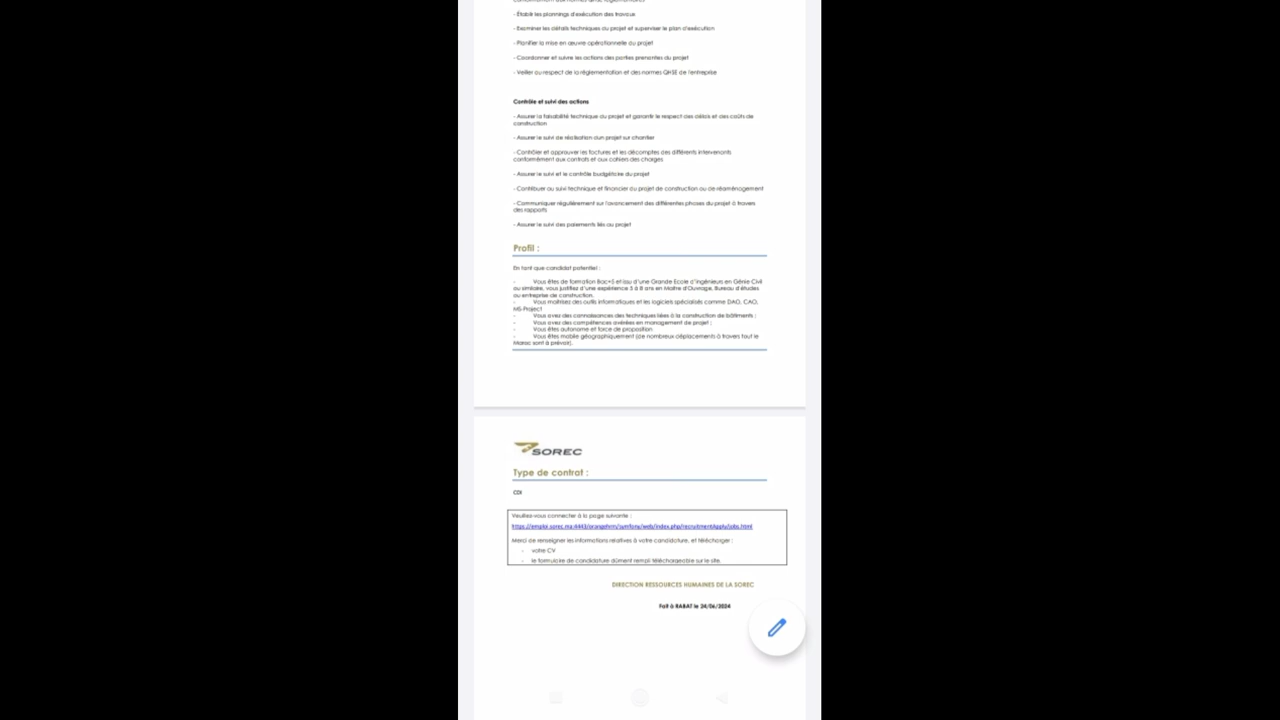 - Établir les plannings d'exécution des travaux
- Examiner les détails techniques du projet et superviser le plan d'exécution
- Planifier la mise en œuvre opérationnelle du projet
- Coordonner et suivre les actions des parties prenantes du projet
- Veiller au respect de la réglementation et des normes QHSE de l'entreprise
Contrôle et suivi des actions
- Assurer la faisabilité technique du projet et garantir le respect des délais et des coûts de
construction
- Assurer le suivi de réalisation d'un projet sur chantier
- Contrôler et approuver les factures et les décomptes des différents intervenants
conformément aux contrats et aux cahiers des charges
- Assurer le suivi et le contrôle budgétaire du projet
- Contribuer au suivi technique et financier du projet de construction ou de réaménagement
- Communiquer régulièrement sur l'avancement des différentes phases du projet à travers
des rapports
- Assurer le suivi des paiements liés au projet
Profil :
En tant que candidat potentiel :
- Vous êtes de formation Bac+5 et issu d'une Grande Ecole d'ingénieurs en Génie Civil
ou similaire, vous justifiez d'une expérience 5 à 8 ans en Maitre d'Ouvrage, Bureau d'études
ou entreprise de construction.
- Vous maîtrisez des outils informatiques et les logiciels spécialisés comme DAO, CAO,
MS-Project
- Vous avez des connaissances des techniques liées à la construction de bâtiments ;
- Vous avez des compétences avérées en management de projet ;
- Vous êtes autonome et force de proposition
- Vous êtes mobile géographiquement (de nombreux déplacements à travers tout le
Maroc sont à prévoir).
SOREC
Type de contrat :
CDI
Veuillez-vous connecter à la page suivante :
https://emploi.sorec.ma:4443/orangehrm/symfony/web/index.php/recruitmentApply/jobs.html
Merci de renseigner les informations relatives à votre candidature, et télécharger :
- votre CV
- le formulaire de candidature dûment rempli téléchargeable sur le site.
DIRECTION RESSOURCES HUMAINES DE LA SOREC
Fait à RABAT le 24/06/2024